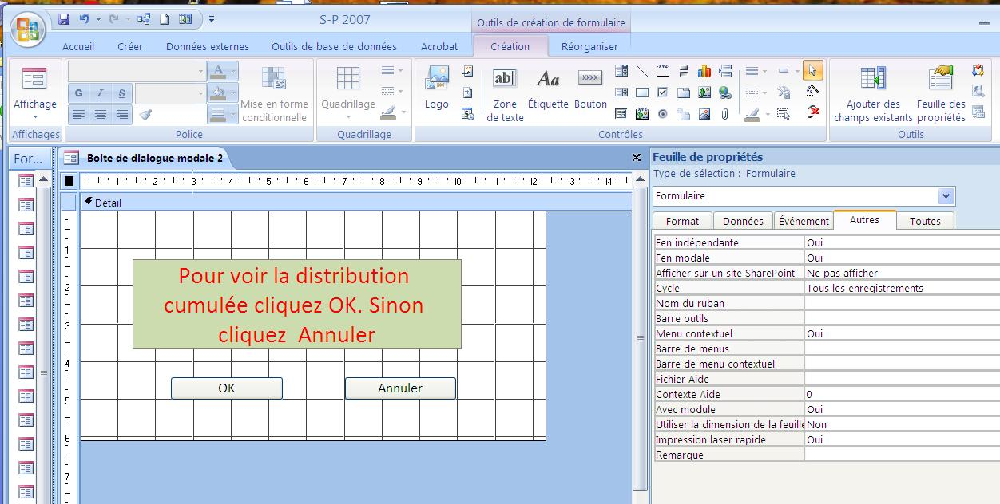 S-P 2007
Outils de création de formulaire
Accueil
Créer
Données externes
Outils de base de données
Acrobat
Création
Réorganiser
Affichage
Affichages
A
G I S
Mise en forme
conditionnelle
Police
Quadrillage
Quadrillage
Logo
ab|
Zone
de texte
Aa
Étiquette
XXXX
Bouton
Contrôles
Ajouter des
champs existants
Feuille des
propriétés
Outils
For...
Boite de dialogue modale 2
1 2 3 4 5 6 7 8 9 10 11 12 13 14
Détail
1
2
3
4
5
6
7
Pour voir la distribution
cumulée cliquez OK. Sinon
cliquez Annuler
OK
Annuler
Feuille de propriétés
Type de sélection : Formulaire
Formulaire
Format
Données
Événement
Autres
Toutes
Fen indépendante Oui
Fen modale Oui
Afficher sur un site SharePoint Ne pas afficher
Cycle Tous les enregistrements
Nom du ruban
Barre outils
Menu contextuel Oui
Barre de menus
Barre de menu contextuel
Fichier Aide
Contexte Aide 0
Avec module Oui
Utiliser la dimension de la feuille Non
Impression laser rapide Oui
Remarque